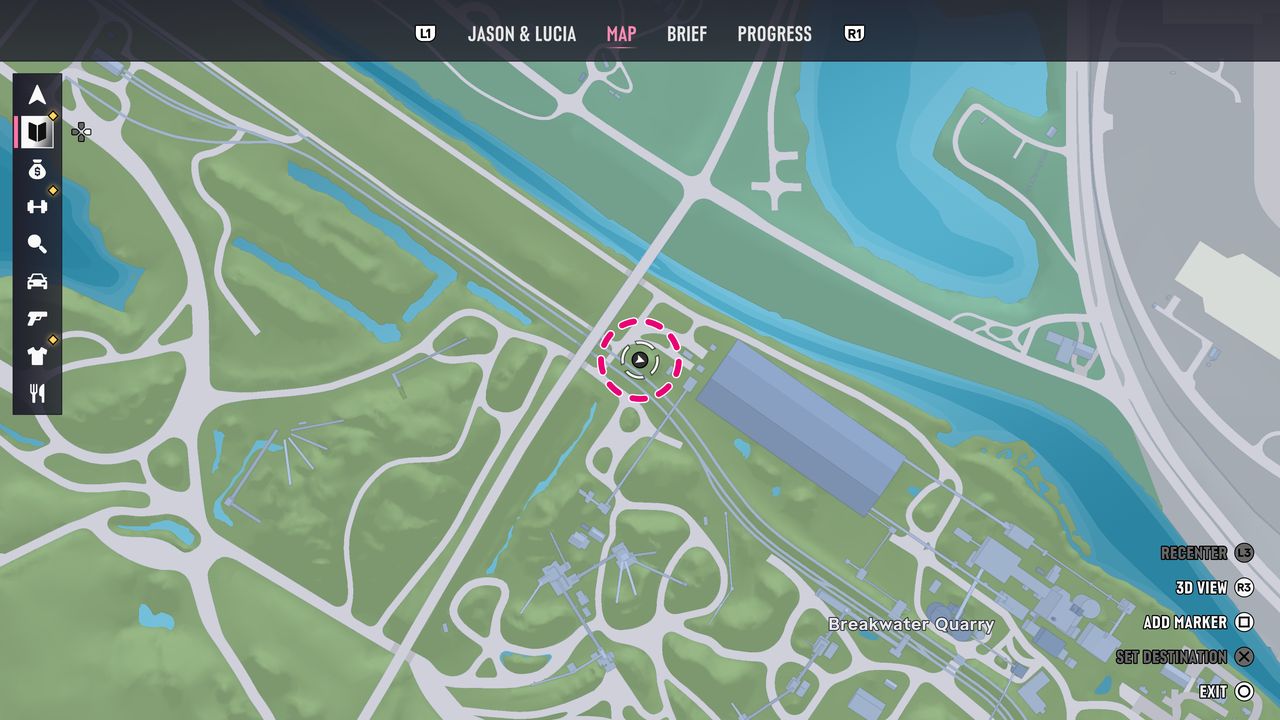 L1 JASON & LUCIA MAP BRIEF PROGRESS R1
RECENTER L3
3D VIEW R3
ADD MARKER
Breakwater Quarry
SET DESTINATION
EXIT